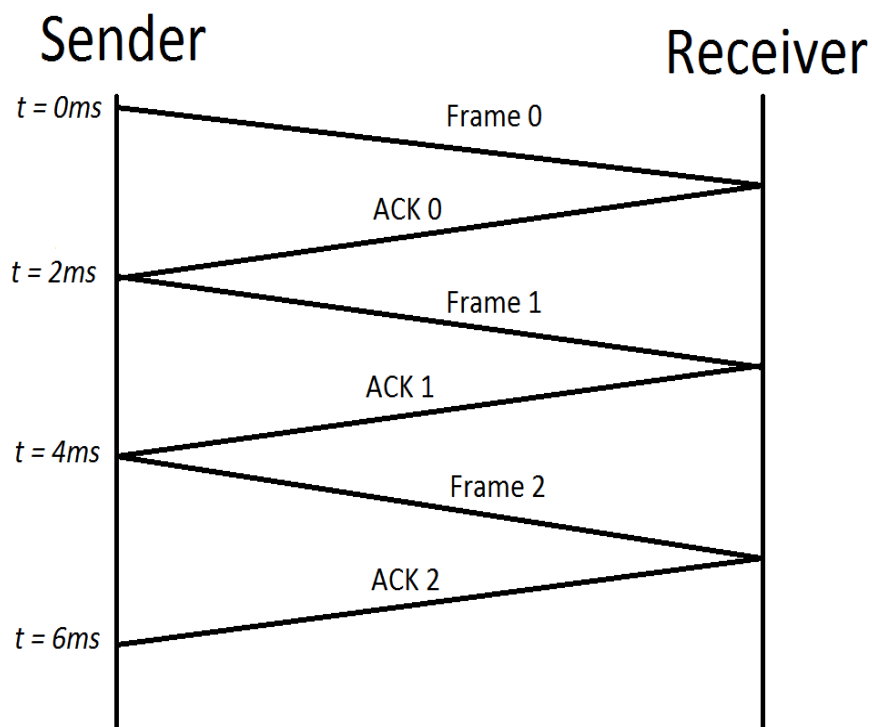 Sender
Receiver
t = 0ms
Frame 0
ACK 0
t = 2ms
Frame 1
ACK 1
t = 4ms
Frame 2
ACK 2
t = 6ms